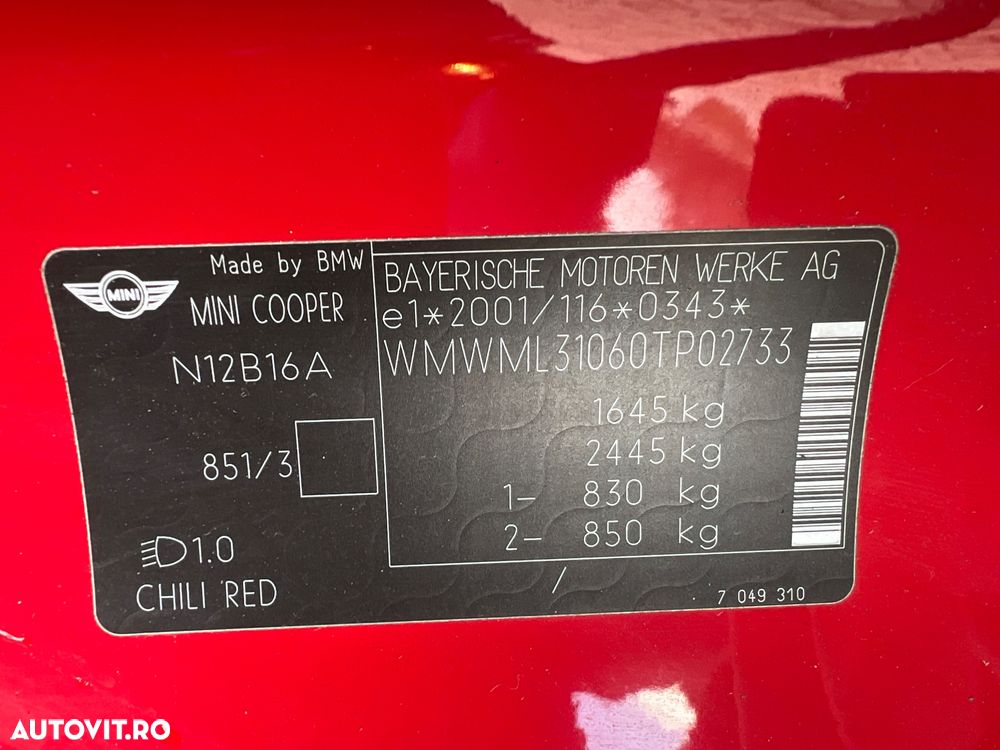 Made by BMW
MINI
MINI COOPER
N12B16A
851/3
1.0
CHILI RED
BAYERISCHE MOTOREN WERKE AG
e1*2001/116*0343*
WMWML31060TP02733
1645 kg
2445 kg
1- 830 kg
2- 850 kg
/
7 049 310
AUTOVIT.RO